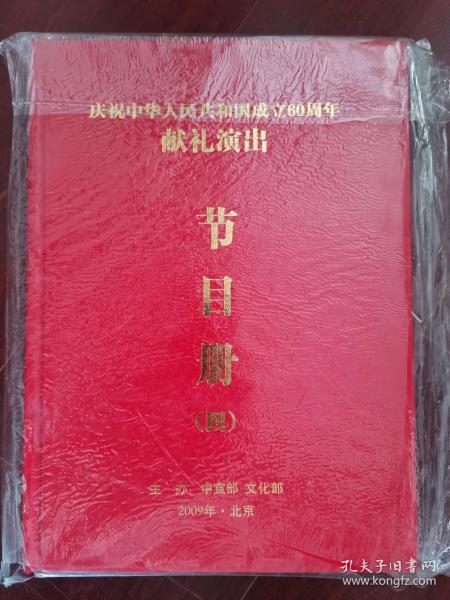 庆祝中华人民共和国成立60周年
献礼演出
节
目
册
(四)
主 办：中宣部 文化部
2009年·北京
孔夫子旧书网
www.kongfz.com